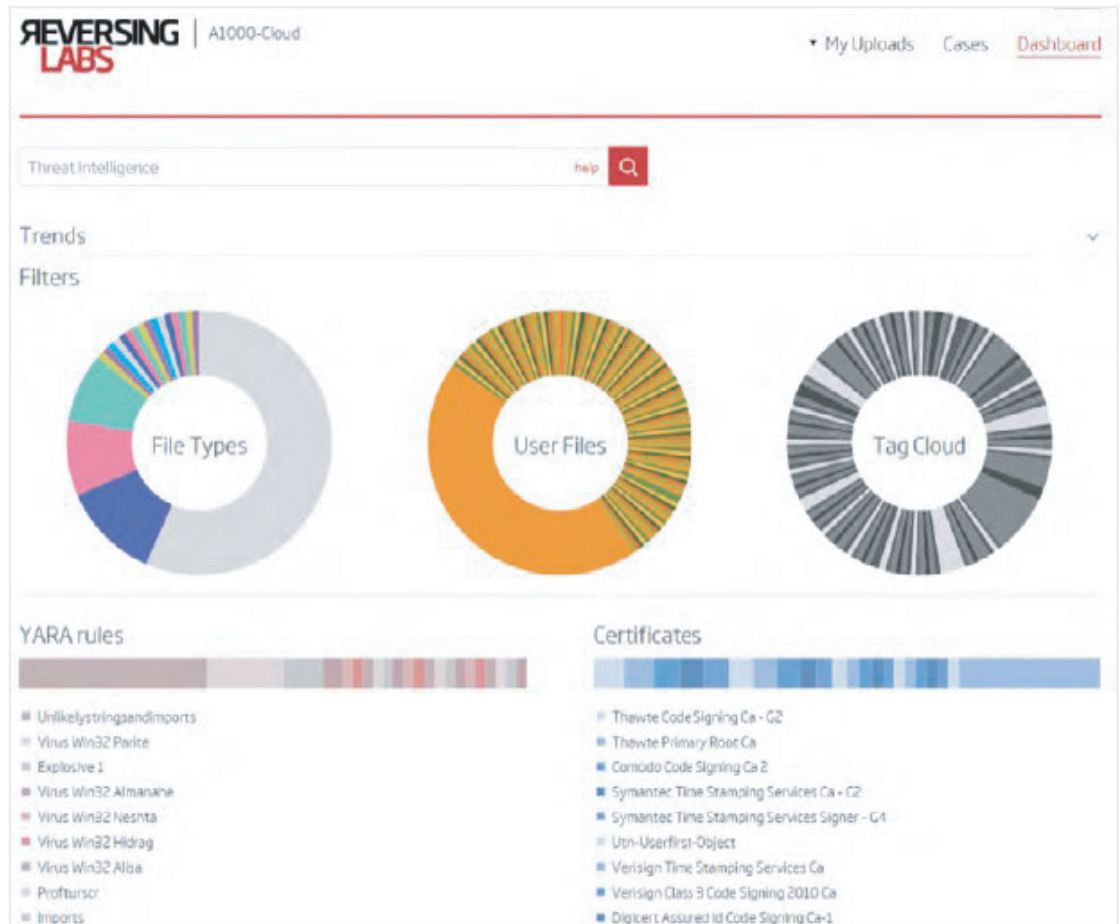 REVERSING
LABS
A1000-Cloud
My Uploads Cases Dashboard
Threat Intelligence help
Trends
Filters
File Types
User Files
Tag Cloud
YARA rules
Unlikelystringsandimports
Virus Win32 Parite
Explosive 1
Virus Win32 Almanahe
Virus Win32 Neshta
Virus Win32 Hidrag
Virus Win32 Alisa
Profiturscr
Imports
Certificates
Thawte Code Signing Ca - G2
Thawte Primary Root Ca
Comodo Code Signing Ca 2
Symantec Time Stamping Services Ca - G2
Symantec Time Stamping Services Signer - G4
Utn-Userfirst-Object
Verisign Time Stamping Services Ca
Verisign Class 3 Code Signing 2010 Ca
Digicert Assured Id Code Signing Ca-1